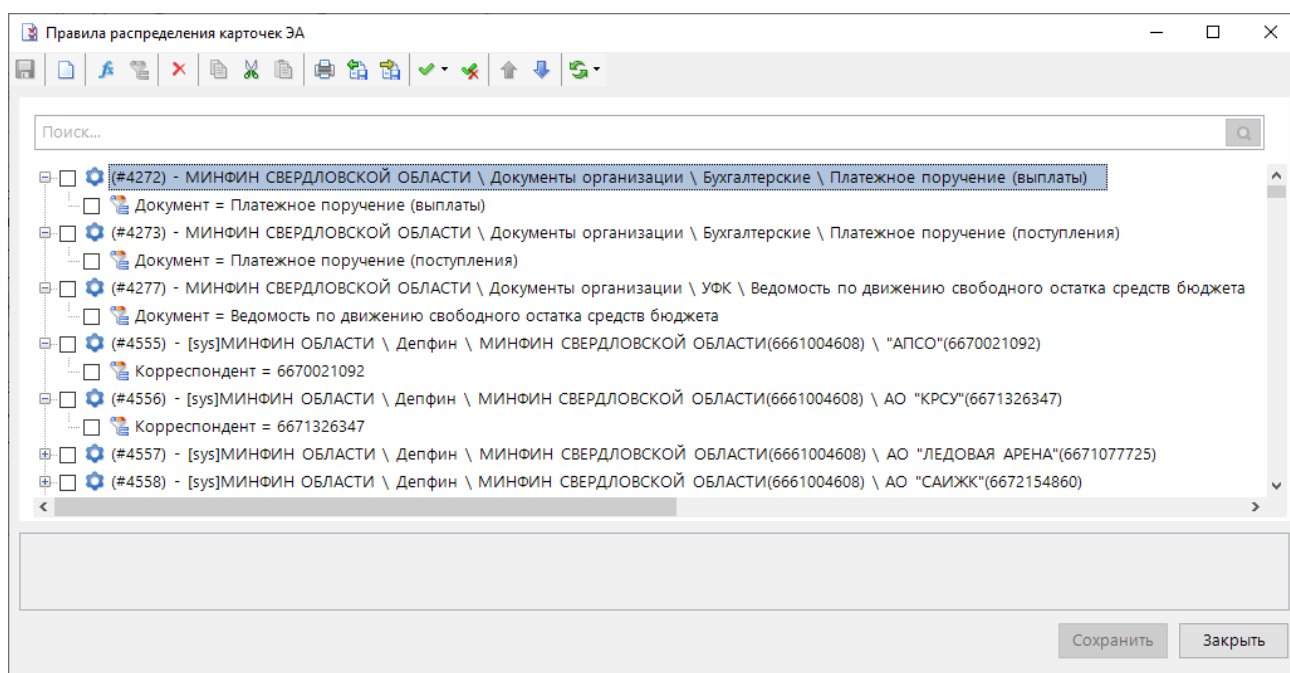 Правила распределения карточек ЭА
Поиск...
(#4272) - МИНФИН СВЕРДЛОВСКОЙ ОБЛАСТИ \ Документы организации \ Бухгалтерские \ Платежное поручение (выплаты)
Документ = Платежное поручение (выплаты)
(#4273) - МИНФИН СВЕРДЛОВСКОЙ ОБЛАСТИ \ Документы организации \ Бухгалтерские \ Платежное поручение (поступления)
Документ = Платежное поручение (поступления)
(#4277) - МИНФИН СВЕРДЛОВСКОЙ ОБЛАСТИ \ Документы организации \ УФК \ Ведомость по движению свободного остатка средств бюджета
Документ = Ведомость по движению свободного остатка средств бюджета
(#4555) - [sys]МИНФИН ОБЛАСТИ \ Депфин \ МИНФИН СВЕРДЛОВСКОЙ ОБЛАСТИ(6661004608) \ "АПСО"(6670021092)
Корреспондент = 6670021092
(#4556) - [sys]МИНФИН ОБЛАСТИ \ Депфин \ МИНФИН СВЕРДЛОВСКОЙ ОБЛАСТИ(6661004608) \ АО "КРСУ"(6671326347)
Корреспондент = 6671326347
(#4557) - [sys]МИНФИН ОБЛАСТИ \ Депфин \ МИНФИН СВЕРДЛОВСКОЙ ОБЛАСТИ(6661004608) \ АО "ЛЕДОВАЯ АРЕНА"(6671077725)
(#4558) - [sys]МИНФИН ОБЛАСТИ \ Депфин \ МИНФИН СВЕРДЛОВСКОЙ ОБЛАСТИ(6661004608) \ АО "САИЖК"(6672154860)
Сохранить
Закрыть